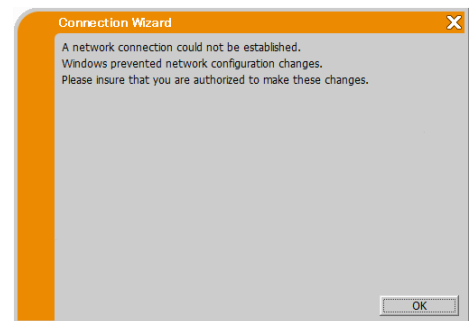 Connection Wizard
A network connection could not be established.
Windows prevented network configuration changes.
Please insure that you are authorized to make these changes.
OK